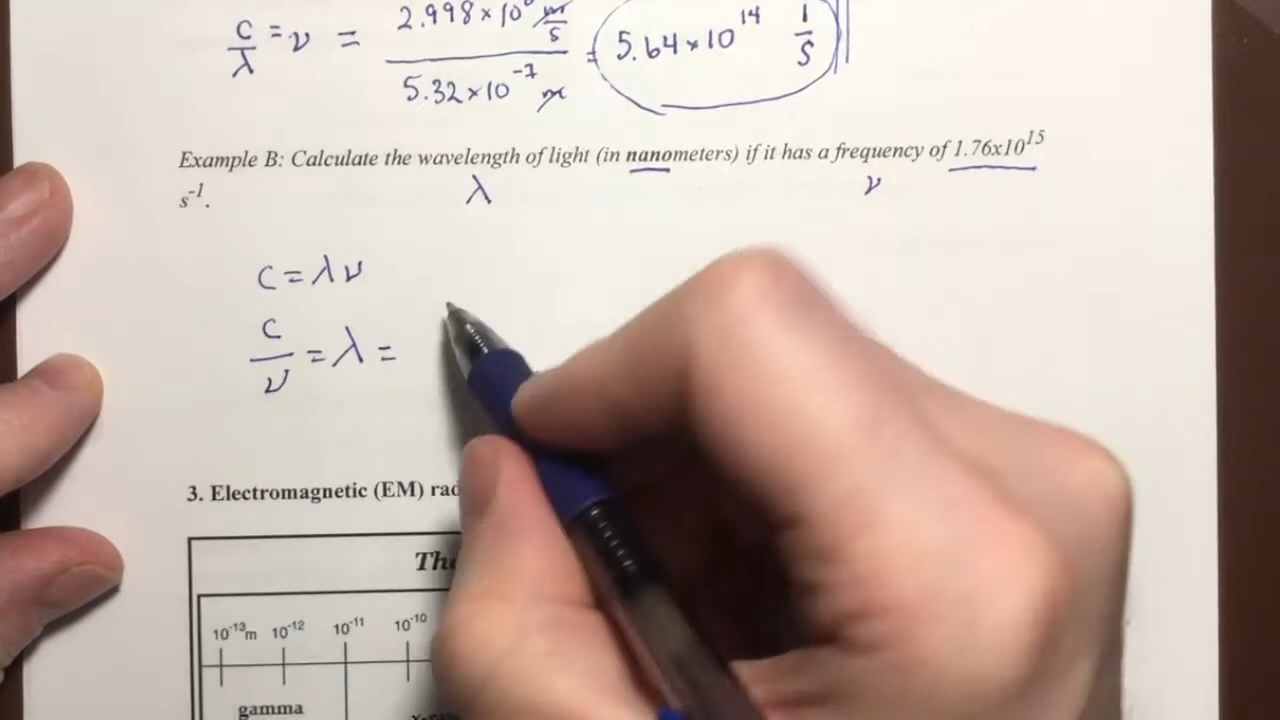 c/λ = ν = 2.998×10⁸ m/s / 5.32×10⁻⁷ m = 5.64×10¹⁴ 1/s
Example B: Calculate the wavelength of light (in nanometers) if it has a frequency of 1.76x10¹⁵
s⁻¹.
λ ν
c = λν
c/ν = λ =
3. Electromagnetic (EM)
10⁻¹³m 10⁻¹² 10⁻¹¹ 10⁻¹⁰
gamma